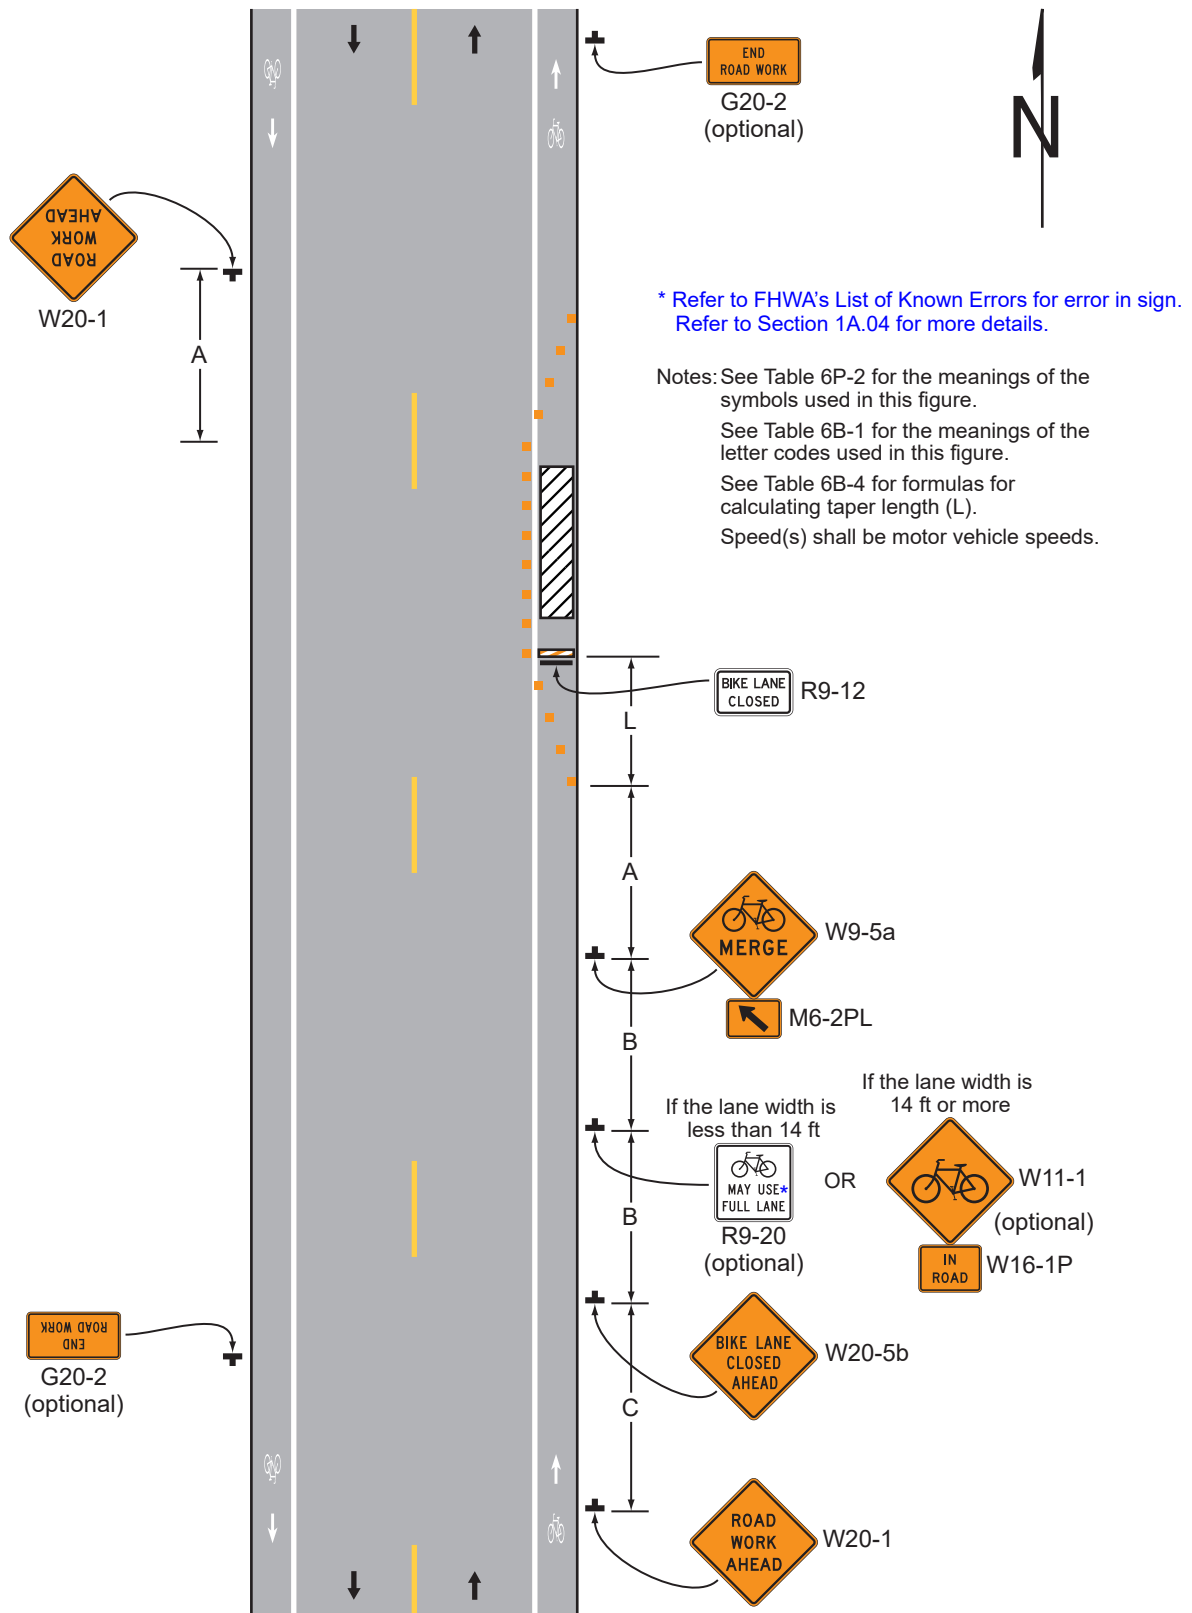 END
ROAD WORK
G20-2
(optional)
N
ROAD
WORK
AHEAD
W20-1
A
* Refer to FHWA's List of Known Errors for error in sign.
Refer to Section 1A.04 for more details.
Notes: See Table 6P-2 for the meanings of the
symbols used in this figure.
See Table 6B-1 for the meanings of the
letter codes used in this figure.
See Table 6B-4 for formulas for
calculating taper length (L).
Speed(s) shall be motor vehicle speeds.
BIKE LANE
CLOSED
R9-12
L
A
MERGE
W9-5a
M6-2PL
B
If the lane width is
less than 14 ft
MAY USE*
FULL LANE
R9-20
(optional)
OR
If the lane width is
14 ft or more
W11-1
(optional)
IN
ROAD
W16-1P
B
BIKE LANE
CLOSED
AHEAD
W20-5b
END
ROAD WORK
G20-2
(optional)
C
ROAD
WORK
AHEAD
W20-1